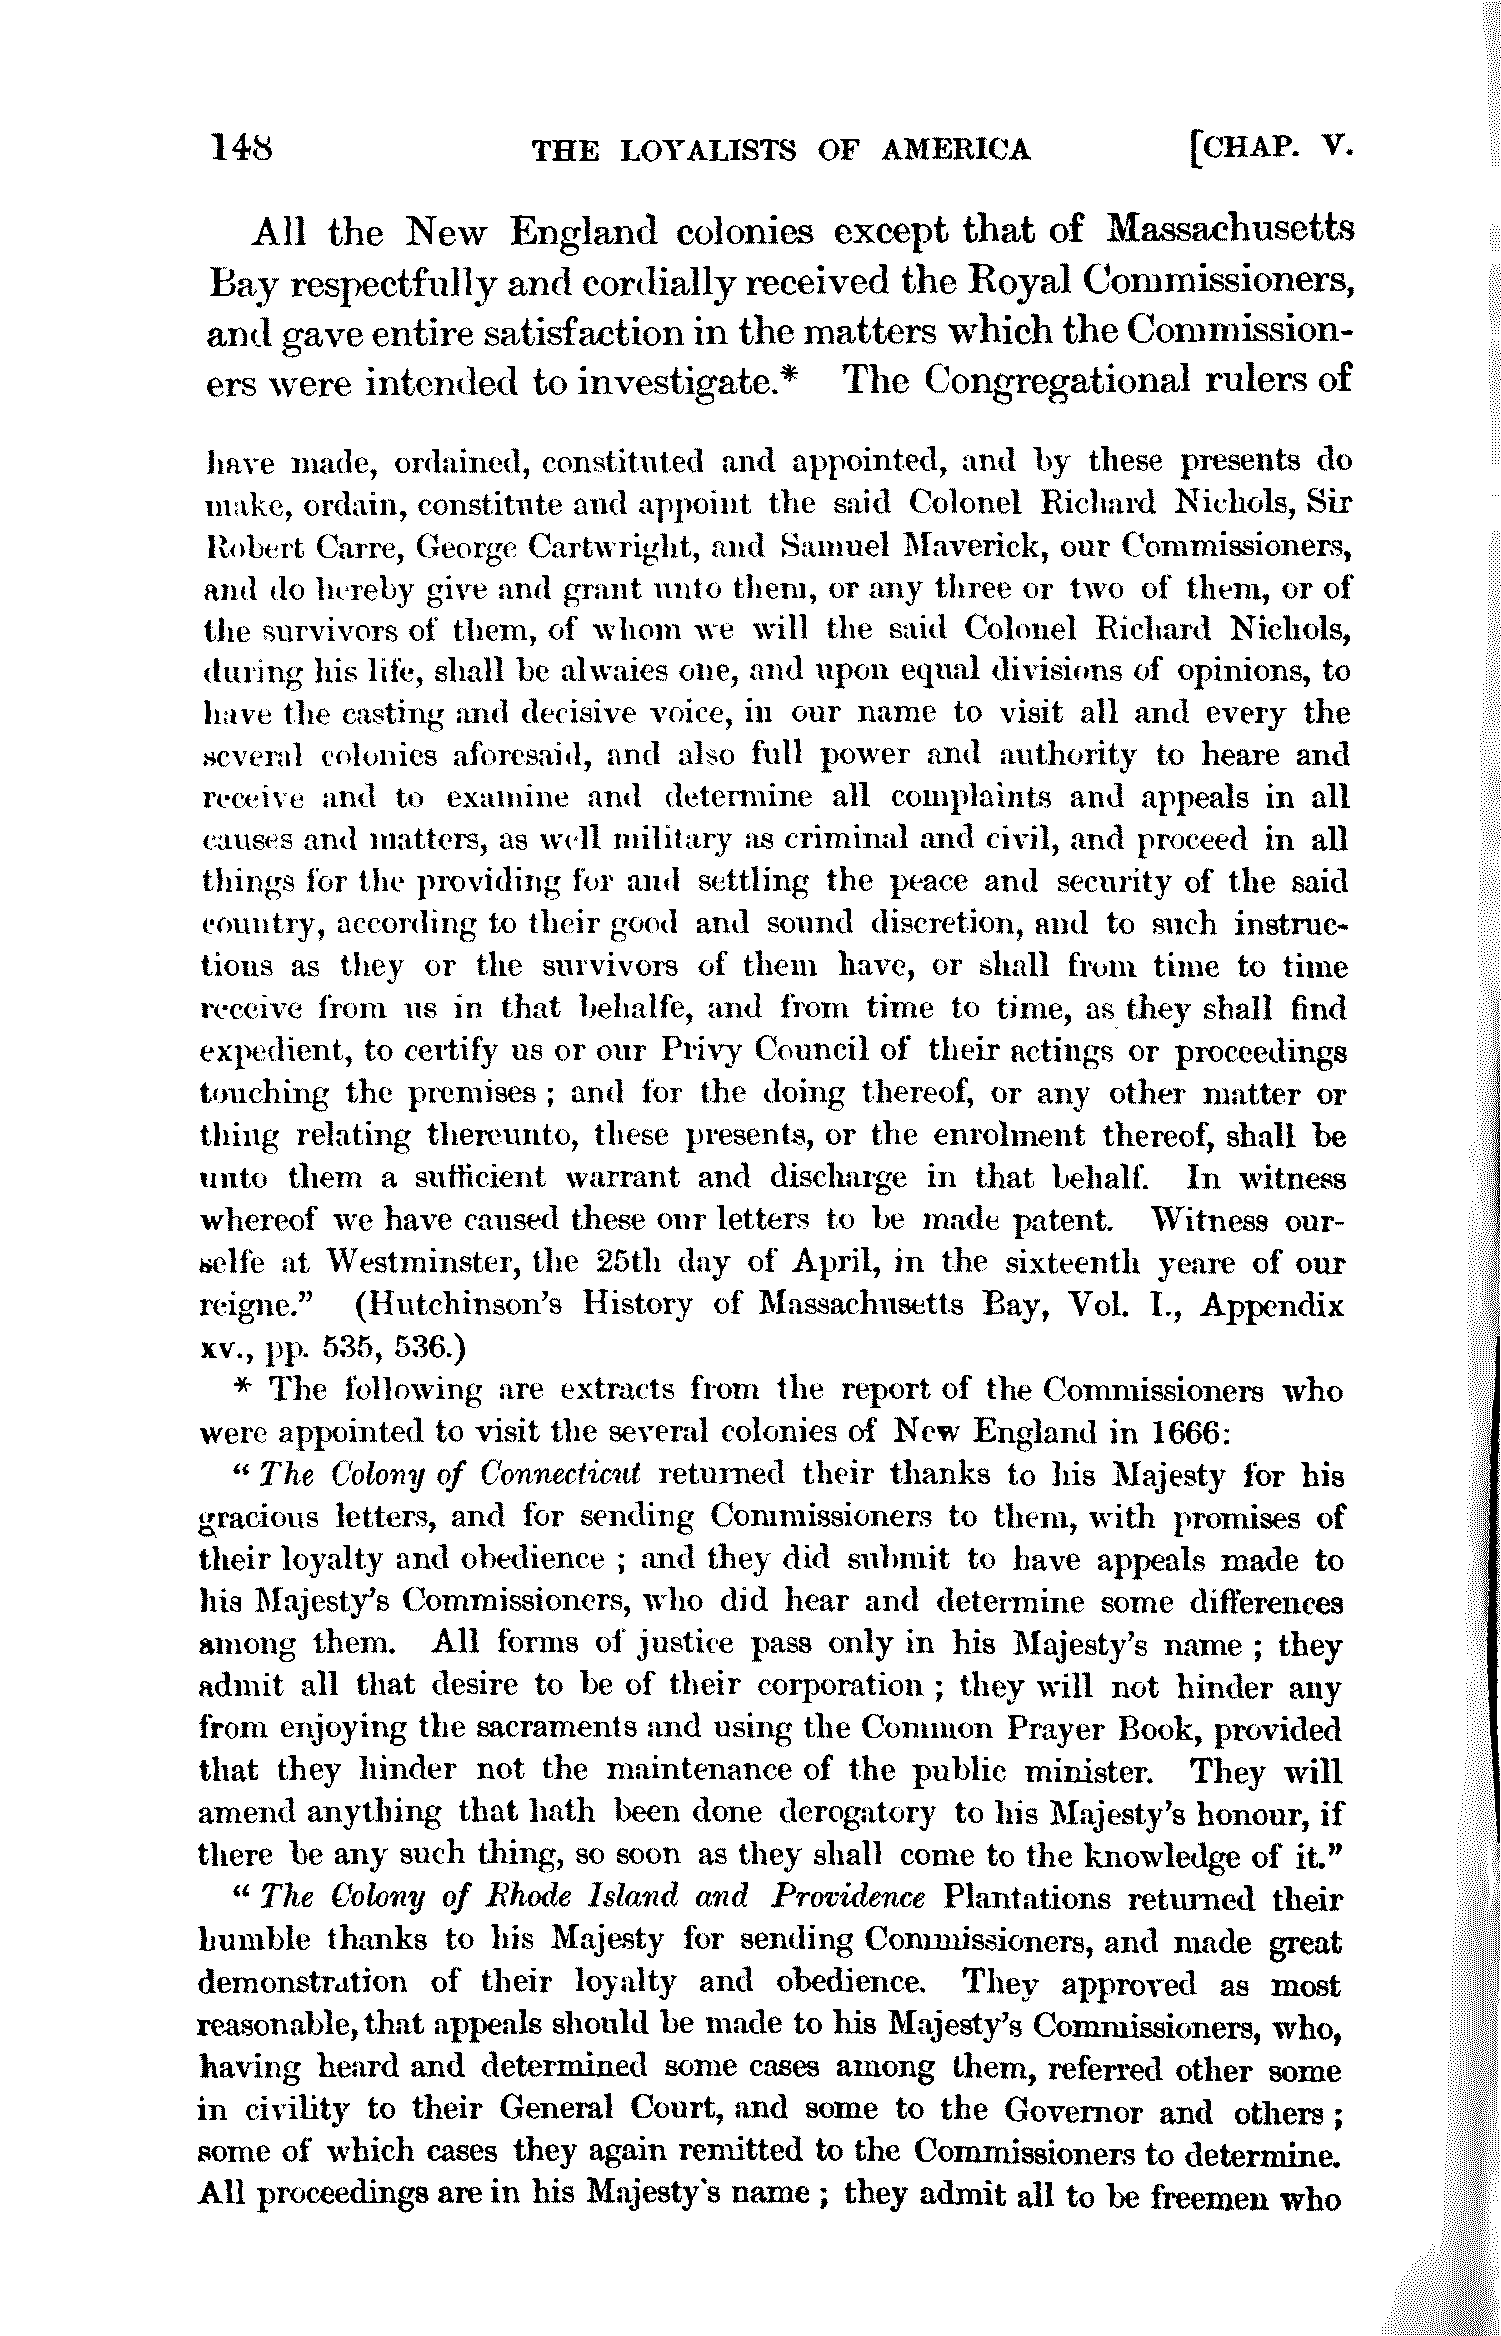 148 THE LOYALISTS OF AMERICA [CHAP. V.
All the New England colonies except that of Massachusetts
Bay respectfully and cordially received the Royal Commissioners,
and gave entire satisfaction in the matters which the Commission-
ers were intended to investigate.* The Congregational rulers of
have made, ordained, constituted and appointed, and by these presents do
make, ordain, constitute and appoint the said Colonel Richard Nichols, Sir
Robert Carre, George Cartwright, and Samuel Maverick, our Commissioners,
and do hereby give and grant unto them, or any three or two of them, or of
the survivors of them, of whom we will the said Colonel Richard Nichols,
during his life, shall be alwaies one, and upon equal divisions of opinions, to
have the casting and decisive voice, in our name to visit all and every the
several colonies aforesaid, and also full power and authority to heare and
receive and to examine and determine all complaints and appeals in all
causes and matters, as well military as criminal and civil, and proceed in all
things for the providing for and settling the peace and security of the said
country, according to their good and sound discretion, and to such instruc-
tions as they or the survivors of them have, or shall from time to time
receive from us in that behalfe, and from time to time, as they shall find
expedient, to certify us or our Privy Council of their actings or proceedings
touching the premises ; and for the doing thereof, or any other matter or
thing relating thereunto, these presents, or the enrolment thereof, shall be
unto them a sufficient warrant and discharge in that behalf. In witness
whereof we have caused these our letters to be made patent. Witness our-
selfe at Westminster, the 25th day of April, in the sixteenth yeare of our
reigne.” (Hutchinson's History of Massachusetts Bay, Vol. I., Appendix
xv., pp. 535, 536.)
* The following are extracts from the report of the Commissioners who
were appointed to visit the several colonies of New England in 1666:
“ The Colony of Connecticut returned their thanks to his Majesty for his
gracious letters, and for sending Commissioners to them, with promises of
their loyalty and obedience ; and they did submit to have appeals made to
his Majesty's Commissioners, who did hear and determine some differences
among them. All forms of justice pass only in his Majesty's name ; they
admit all that desire to be of their corporation ; they will not hinder any
from enjoying the sacraments and using the Common Prayer Book, provided
that they hinder not the maintenance of the public minister. They will
amend anything that hath been done derogatory to his Majesty's honour, if
there be any such thing, so soon as they shall come to the knowledge of it.”
“ The Colony of Rhode Island and Providence Plantations returned their
humble thanks to his Majesty for sending Commissioners, and made great
demonstration of their loyalty and obedience. They approved as most
reasonable, that appeals should be made to his Majesty's Commissioners, who,
having heard and determined some cases among them, referred other some
in civility to their General Court, and some to the Governor and others ;
some of which cases they again remitted to the Commissioners to determine.
All proceedings are in his Majesty's name ; they admit all to be freemen who